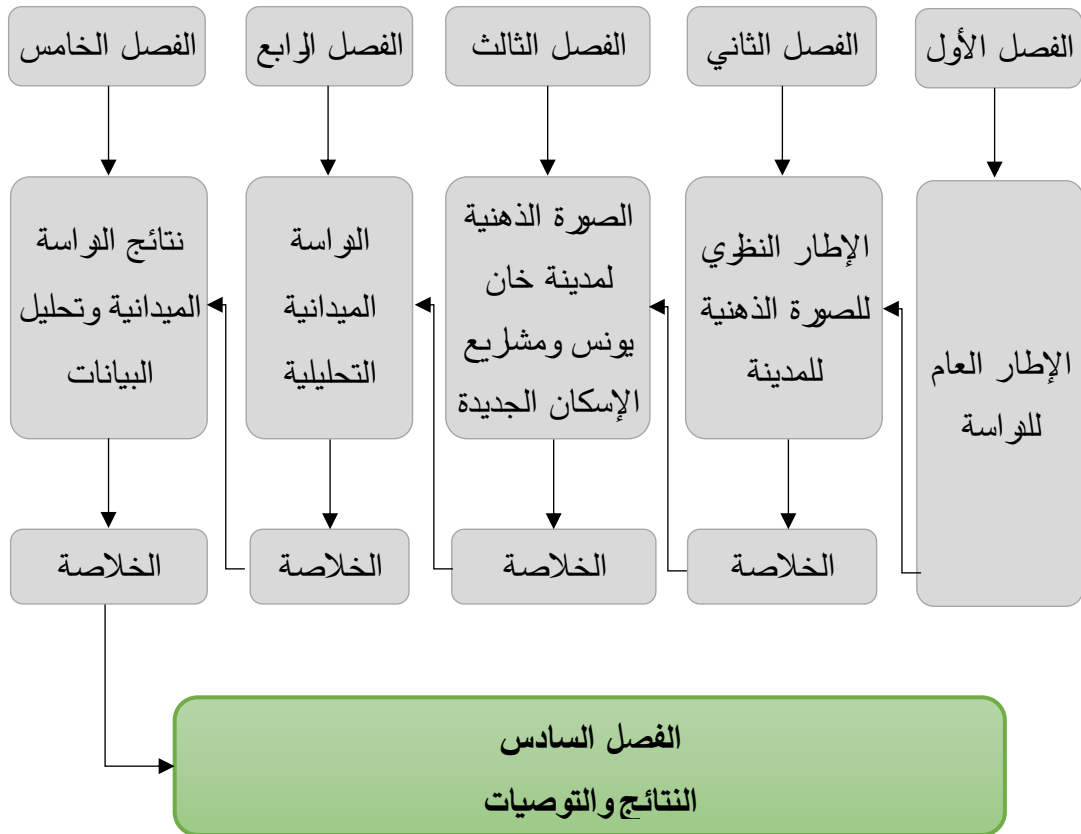 الفصل الأول
الفصل الثاني
الفصل الثالث
الفصل الرابع
الفصل الخامس
الإطار العام
للدراسة
الإطار النظري
للصورة الذهنية
للمدينة
الصورة الذهنية
لمدينة خان
يونس ومشاريع
الإسكان الجديدة
الدراسة
الميدانية
التحليلية
نتائج الدراسة
الميدانية وتحليل
البيانات
الخلاصة
الخلاصة
الخلاصة
الخلاصة
الفصل السادس
النتائج والتوصيات